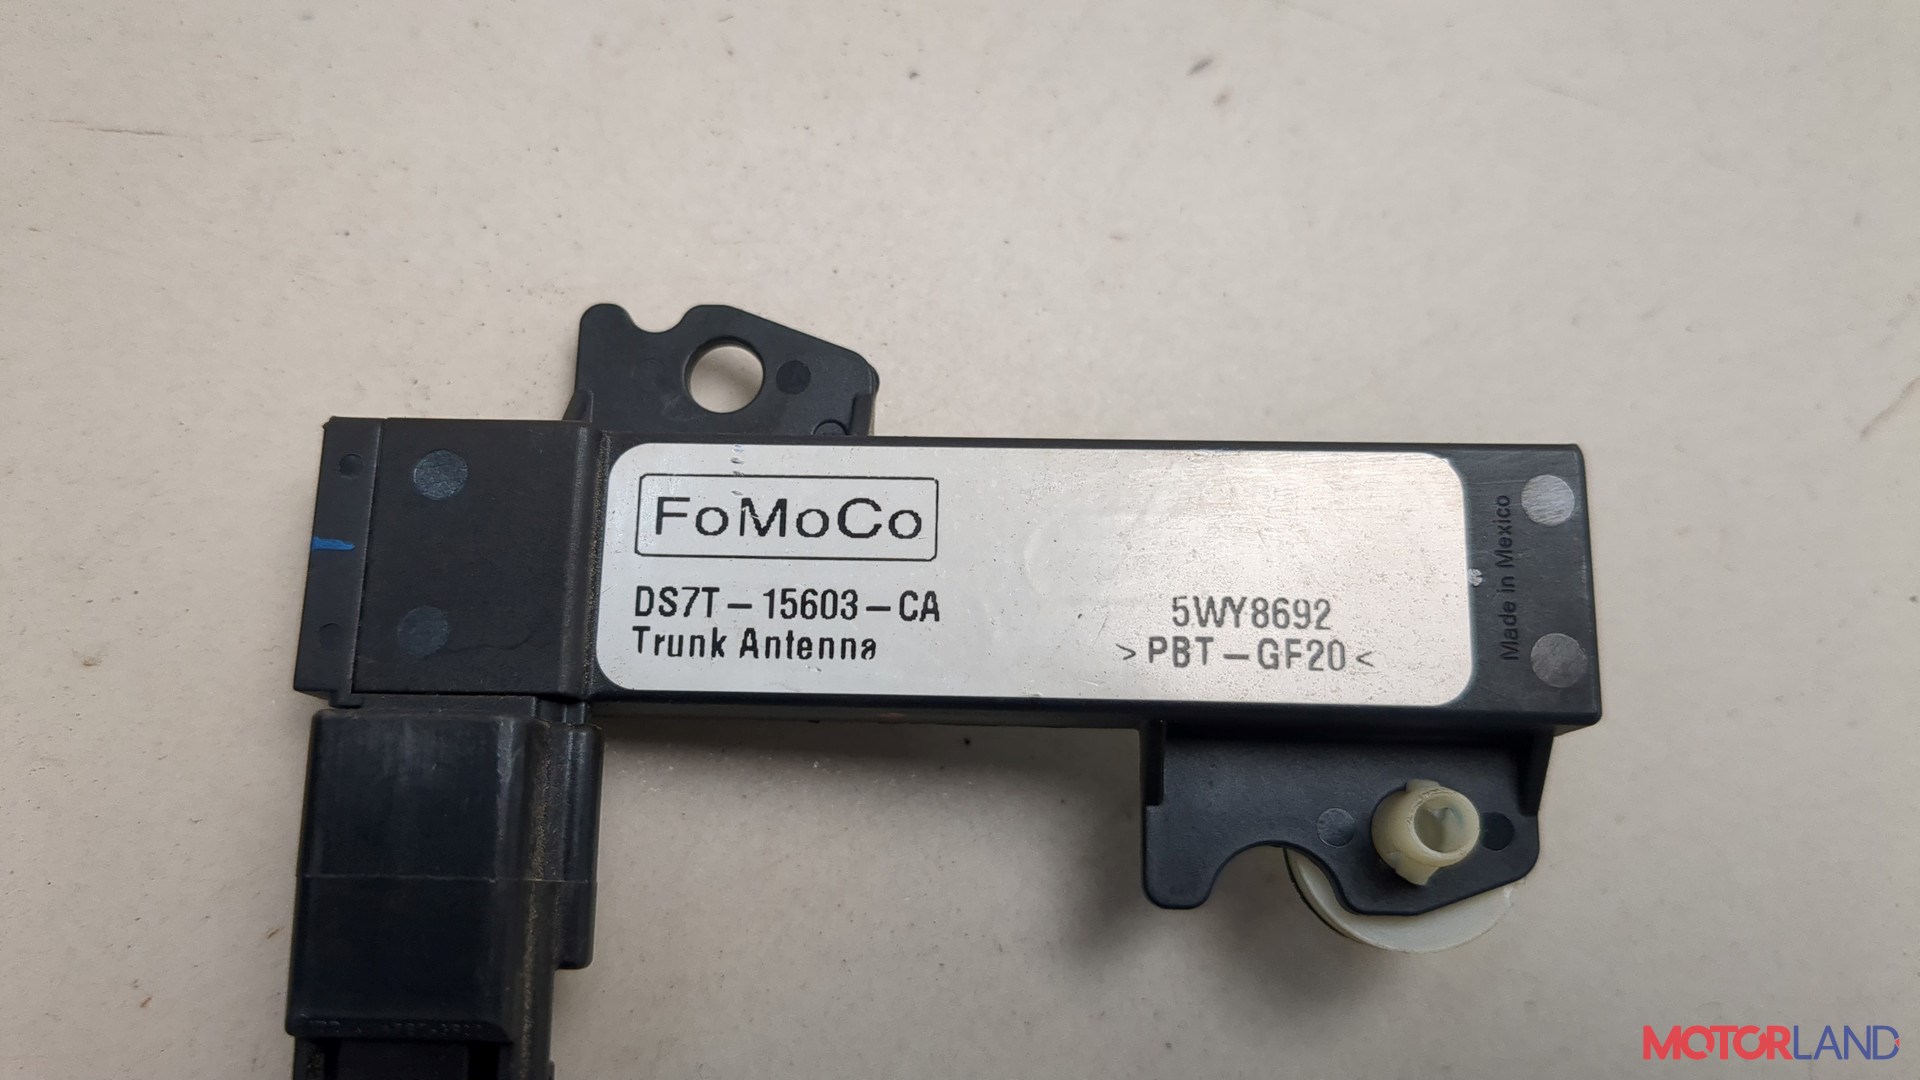 FoMoCo
DS7T-15603-CA
Trunk Antenna
5WY8692
>PBT-GF20<
Made in Mexico
MOTORLAND